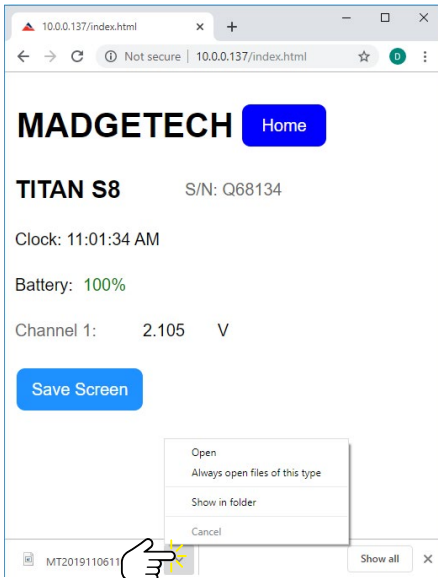 10.0.0.137/index.html
Not secure | 10.0.0.137/index.html
D
MADGETECH Home
TITAN S8 S/N: Q68134
Clock: 11:01:34 AM
Battery: 100%
Channel 1: 2.105 V
Save Screen
Open
Always open files of this type
Show in folder
Cancel
MT2019110611
Show all